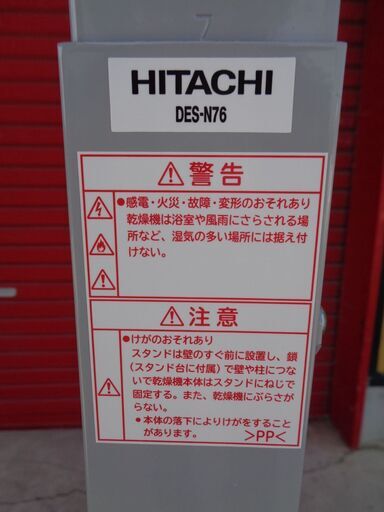 7
HITACHI
DES-N76
警告
●感電・火災・故障・変形のおそれあり
乾燥機は浴室や風雨にさらされる場
所など、湿気の多い場所には据え付
けない。
注意
●けがのおそれあり
スタンドは壁のすぐ前に設置し、鎖
(スタンド台に付属)で壁や柱につな
いで乾燥機本体はスタンドにねじで
固定する。また、乾燥機にぶらさが
らない。
●本体の落下によりけがをすること
があります。
>PP<